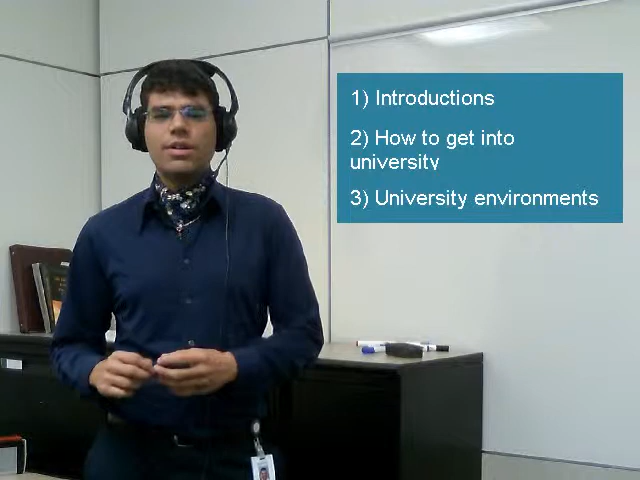 1) Introductions
2) How to get into
university
3) University environments